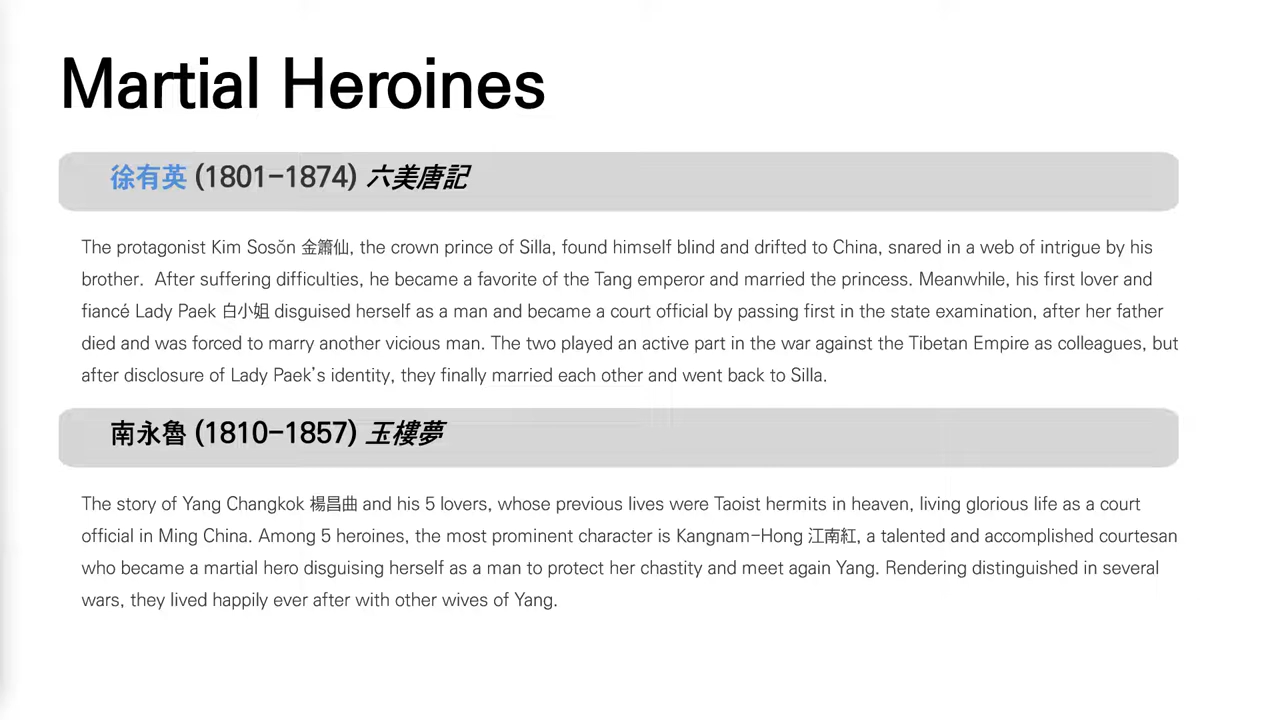 Martial Heroines
徐有英 (1801-1874) 六美唐記
The protagonist Kim Sosŏn 金簫仙, the crown prince of Silla, found himself blind and drifted to China, snared in a web of intrigue by his
brother.  After suffering difficulties, he became a favorite of the Tang emperor and married the princess. Meanwhile, his first lover and
fiancé Lady Paek 白小姐 disguised herself as a man and became a court official by passing first in the state examination, after her father
died and was forced to marry another vicious man. The two played an active part in the war against the Tibetan Empire as colleagues, but
after disclosure of Lady Paek's identity, they finally married each other and went back to Silla.
南永魯 (1810-1857) 玉樓夢
The story of Yang Changkok 楊昌曲 and his 5 lovers, whose previous lives were Taoist hermits in heaven, living glorious life as a court
official in Ming China. Among 5 heroines, the most prominent character is Kangnam-Hong 江南紅, a talented and accomplished courtesan
who became a martial hero disguising herself as a man to protect her chastity and meet again Yang. Rendering distinguished in several
wars, they lived happily ever after with other wives of Yang.